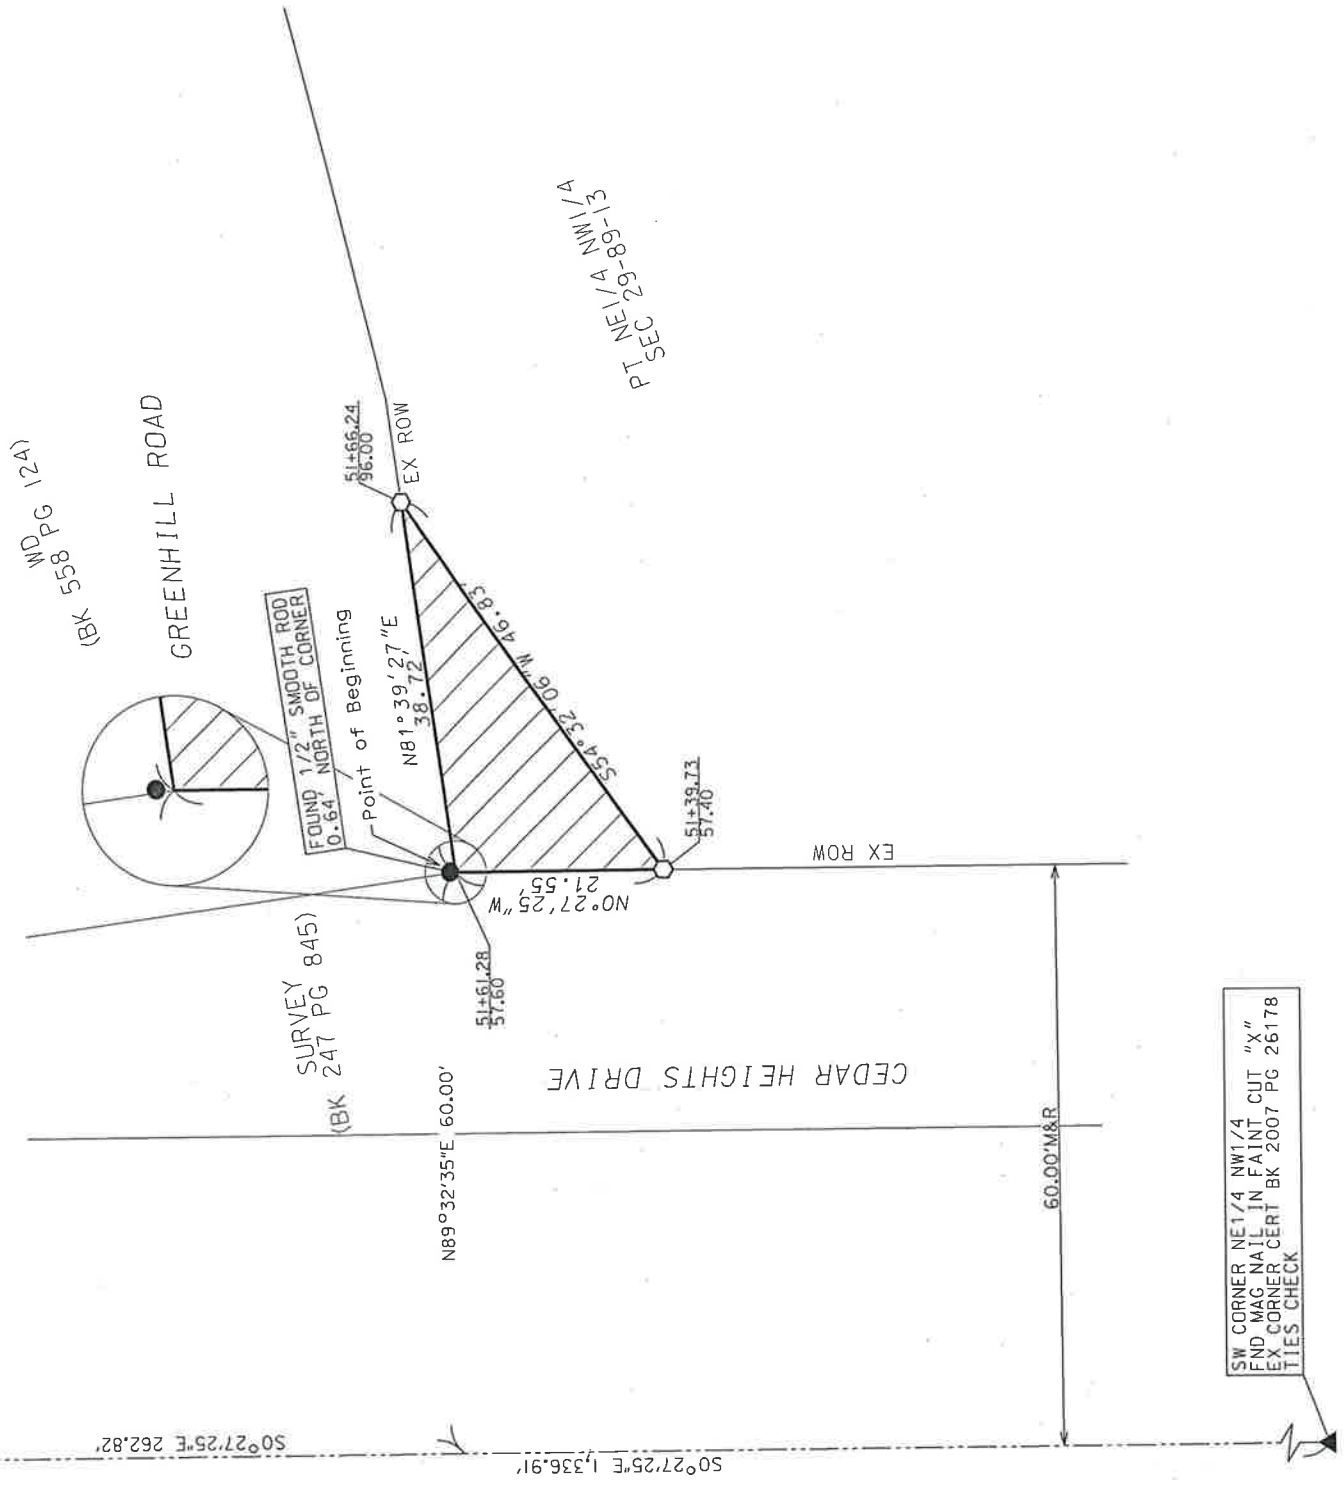 WD
(BK 558 PG 124)
GREENHILL ROAD
FOUND 1/2" SMOOTH ROD
0.64' NORTH OF CORNER
Point of Beginning
N81°39'27"E
38.72'
51+66.24
96.00
EX ROW
PT NE1/4 NW1/4
SEC 29-89-13
S54°32'06"W 46.83'
51+39.73
57.40
EX ROW
N0°27'25"W
21.55'
51+61.28
57.60
SURVEY
(BK 247 PG 845)
N89°32'35"E 60.00'
CEDAR HEIGHTS DRIVE
60.00'M&R
S0°27'25"E 262.82'
S0°27'25"E 1,336.91'
SW CORNER NE1/4 NW1/4
FND MAG NAIL IN FAINT CUT "X"
EX CORNER CERT BK 2007 PG 26178
TIES CHECK